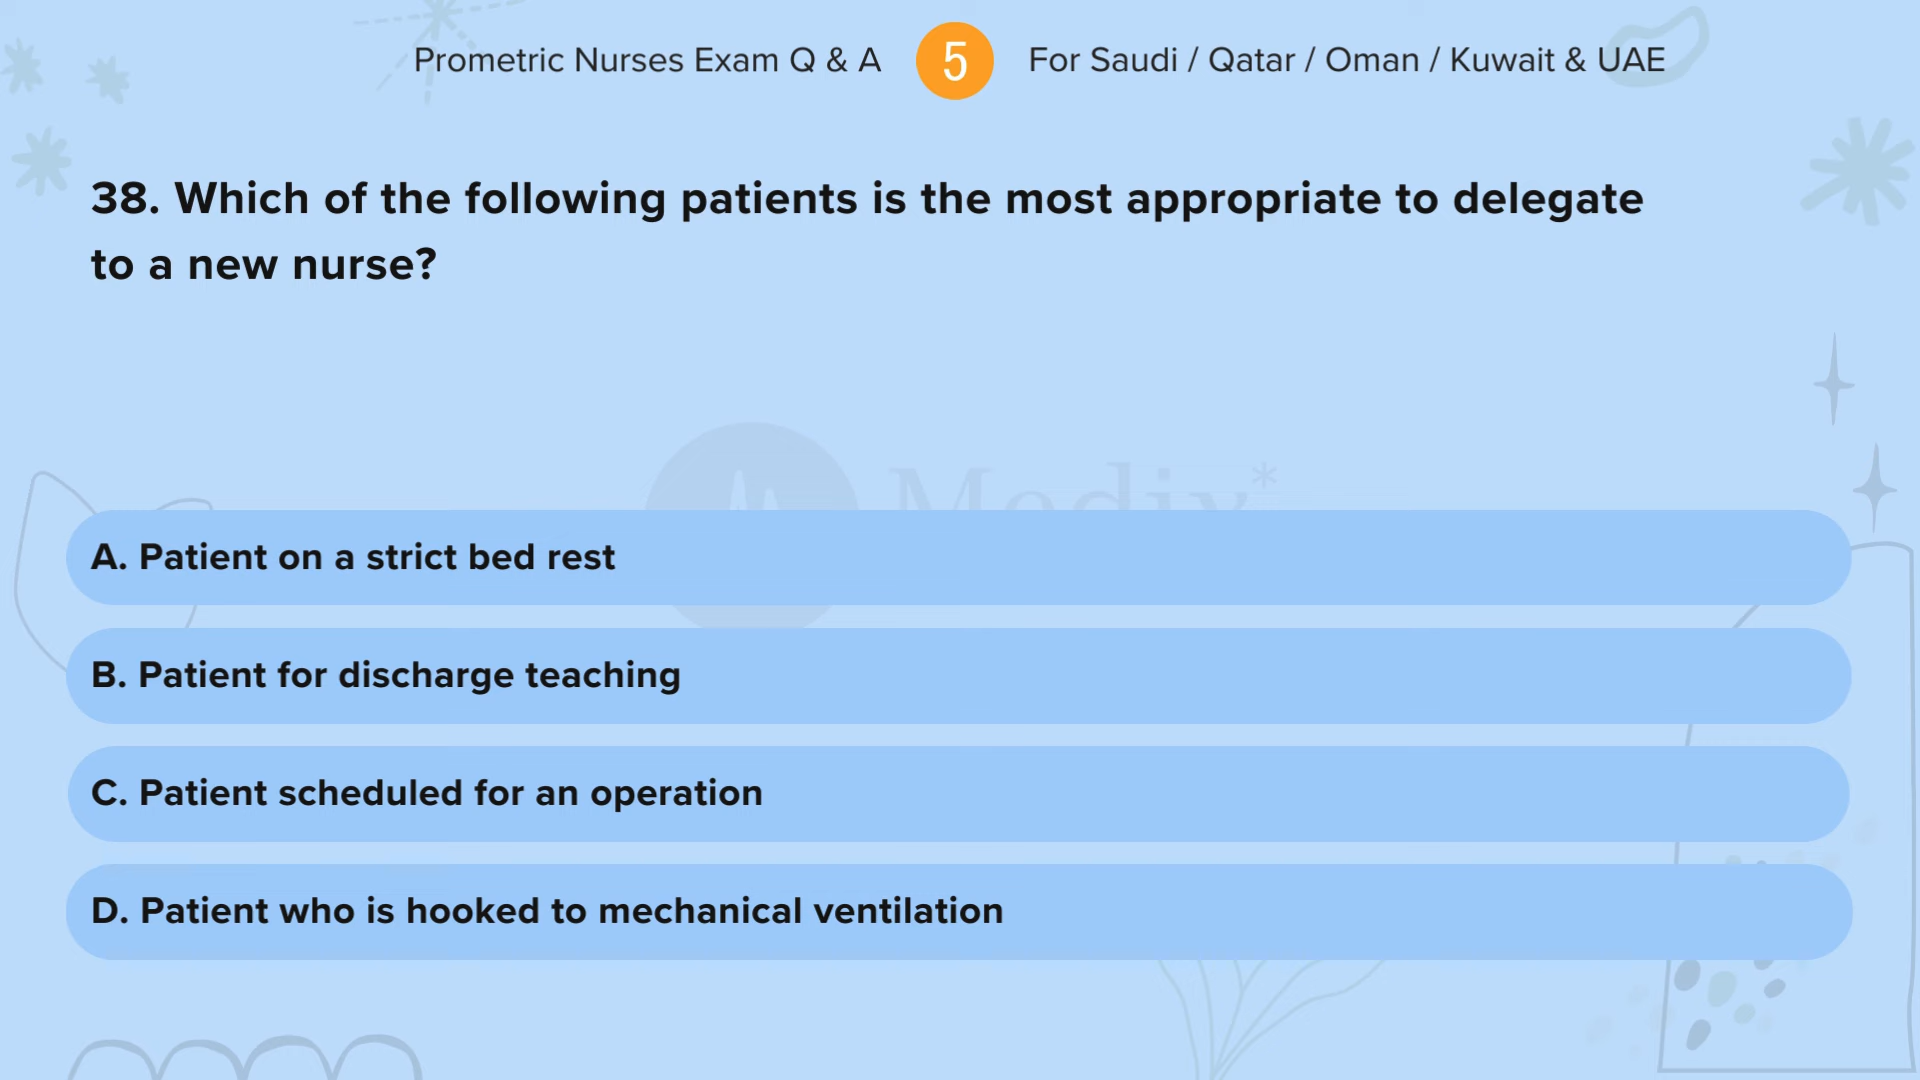 Prometric Nurses Exam Q & A 5 For Saudi / Qatar / Oman / Kuwait & UAE
38. Which of the following patients is the most appropriate to delegate
to a new nurse?
A. Patient on a strict bed rest
B. Patient for discharge teaching
C. Patient scheduled for an operation
D. Patient who is hooked to mechanical ventilation